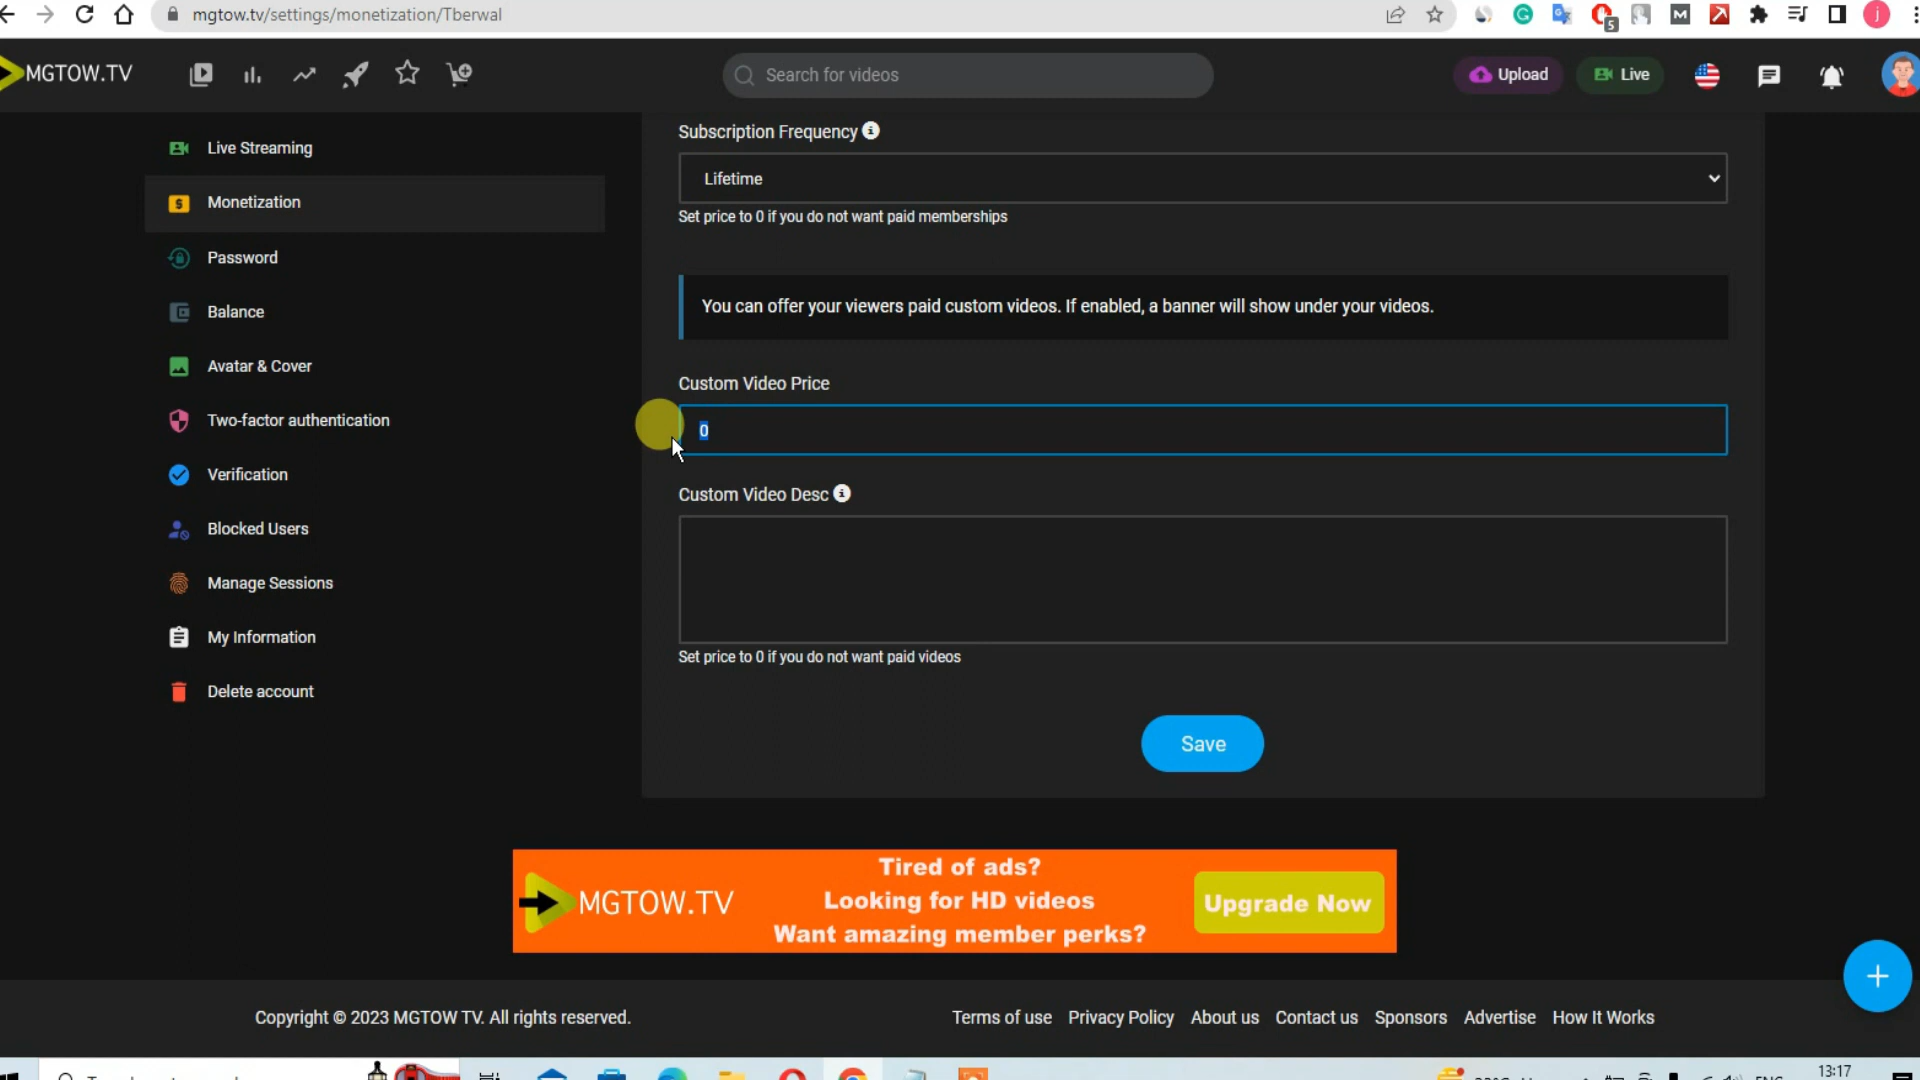 mgtow.tv/settings/monetization/Tberwal
5
j
MGTOW.TV
Search for videos
Upload
Live
Live Streaming
Monetization
Password
Balance
Avatar & Cover
Two-factor authentication
Verification
Blocked Users
Manage Sessions
My Information
Delete account
Subscription Frequency
Lifetime
Set price to 0 if you do not want paid memberships
You can offer your viewers paid custom videos. If enabled, a banner will show under your videos.
Custom Video Price
0
Custom Video Desc
Set price to 0 if you do not want paid videos
Save
MGTOW.TV
Tired of ads?
Looking for HD videos
Want amazing member perks?
Upgrade Now
Copyright © 2023 MGTOW TV. All rights reserved.
Terms of use Privacy Policy About us Contact us Sponsors Advertise How It Works
13:17